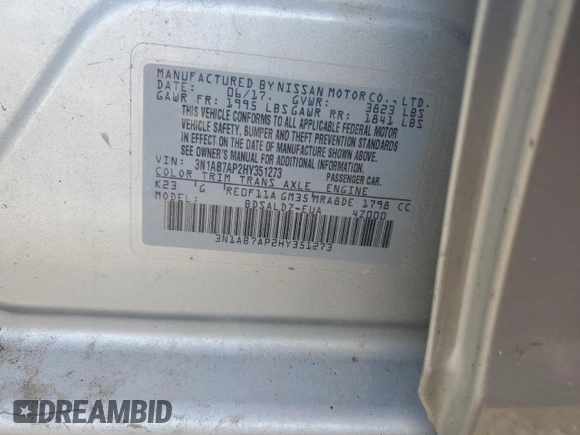 MANUFACTURED BY NISSAN MOTOR CO., LTD.
DATE: 06/17. GVWR: 3823 LBS
GAWR FR: 1995 LBS GAWR RR: 1841 LBS
THIS VEHICLE CONFORMS TO ALL APPLICABLE FEDERAL MOTOR
VEHICLE SAFETY, BUMPER AND THEFT PREVENTION STANDARDS
IN EFFECT ON THE DATE OF MANUFACTURE SHOWN ABOVE.
SEE OWNER'S MANUAL FOR ADDITIONAL INFORMATION.
VIN: 3N1AB7AP2HY351273 PASSENGER CAR.
COLOR TRIM TRANS AXLE ENGINE
K23 G RE0F11A GM35 MRA8DE 1798 CC
MODEL: BDSALDZ-EUA 4Z000
3N1AB7AP2HY351273
DREAMBID